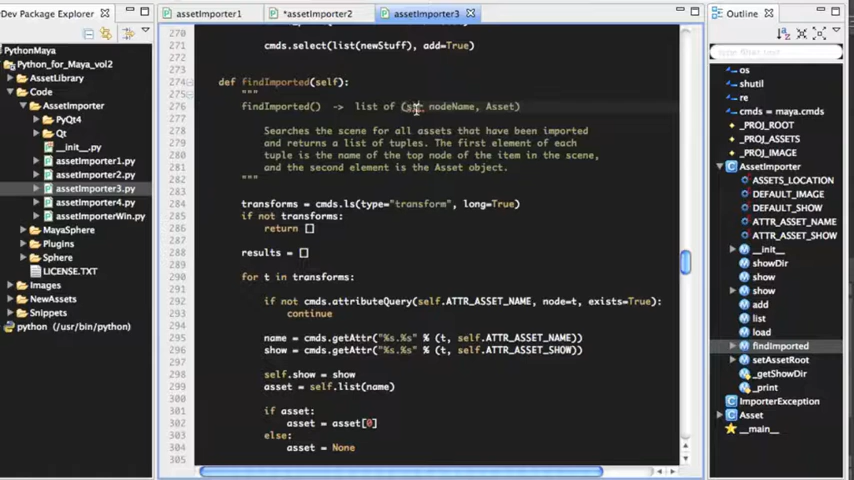 Dev Package Explorer
PythonMaya
Python_for_Maya_vol2
AssetLibrary
Code
AssetImporter
PyQt4
Qt
__init__.py
assetImporter1.py
assetImporter2.py
assetImporter3.py
assetImporter4.py
assetImporterWin.py
MayaSphere
Plugins
Sphere
LICENSE.TXT
Images
NewAssets
Snippets
python (/usr/bin/python)
assetImporter1
*assetImporter2
assetImporter3
270
271 cmds.select(list(newStuff), add=True)
272
273
274 def findImported(self):
275 """
276 findImported() -> list of (str nodeName, Asset)
277
278 Searches the scene for all assets that have been imported
279 and returns a list of tuples. The first element of each
280 tuple is the name of the top node of the item in the scene,
281 and the second element is the Asset object.
282 """
283
284 transforms = cmds.ls(type="transform", long=True)
285 if not transforms:
286 return []
287
288 results = []
289
290 for t in transforms:
291
292 if not cmds.attributeQuery(self.ATTR_ASSET_NAME, node=t, exists=True):
293 continue
294
295 name = cmds.getAttr("%s.%s" % (t, self.ATTR_ASSET_NAME))
296 show = cmds.getAttr("%s.%s" % (t, self.ATTR_ASSET_SHOW))
297
298 self.show = show
299 asset = self.list(name)
300
301 if asset:
302 asset = asset[0]
303 else:
304 asset = None
305
Outline
type filter text
os
shutil
re
cmds = maya.cmds
_PROJ_ROOT
_PROJ_ASSETS
_PROJ_IMAGE
AssetImporter
ASSETS_LOCATION
DEFAULT_IMAGE
DEFAULT_SHOW
ATTR_ASSET_NAME
ATTR_ASSET_SHOW
__init__
showDir
show
show
add
list
load
findImported
setAssetRoot
_getShowDir
_print
ImporterException
Asset
__main__